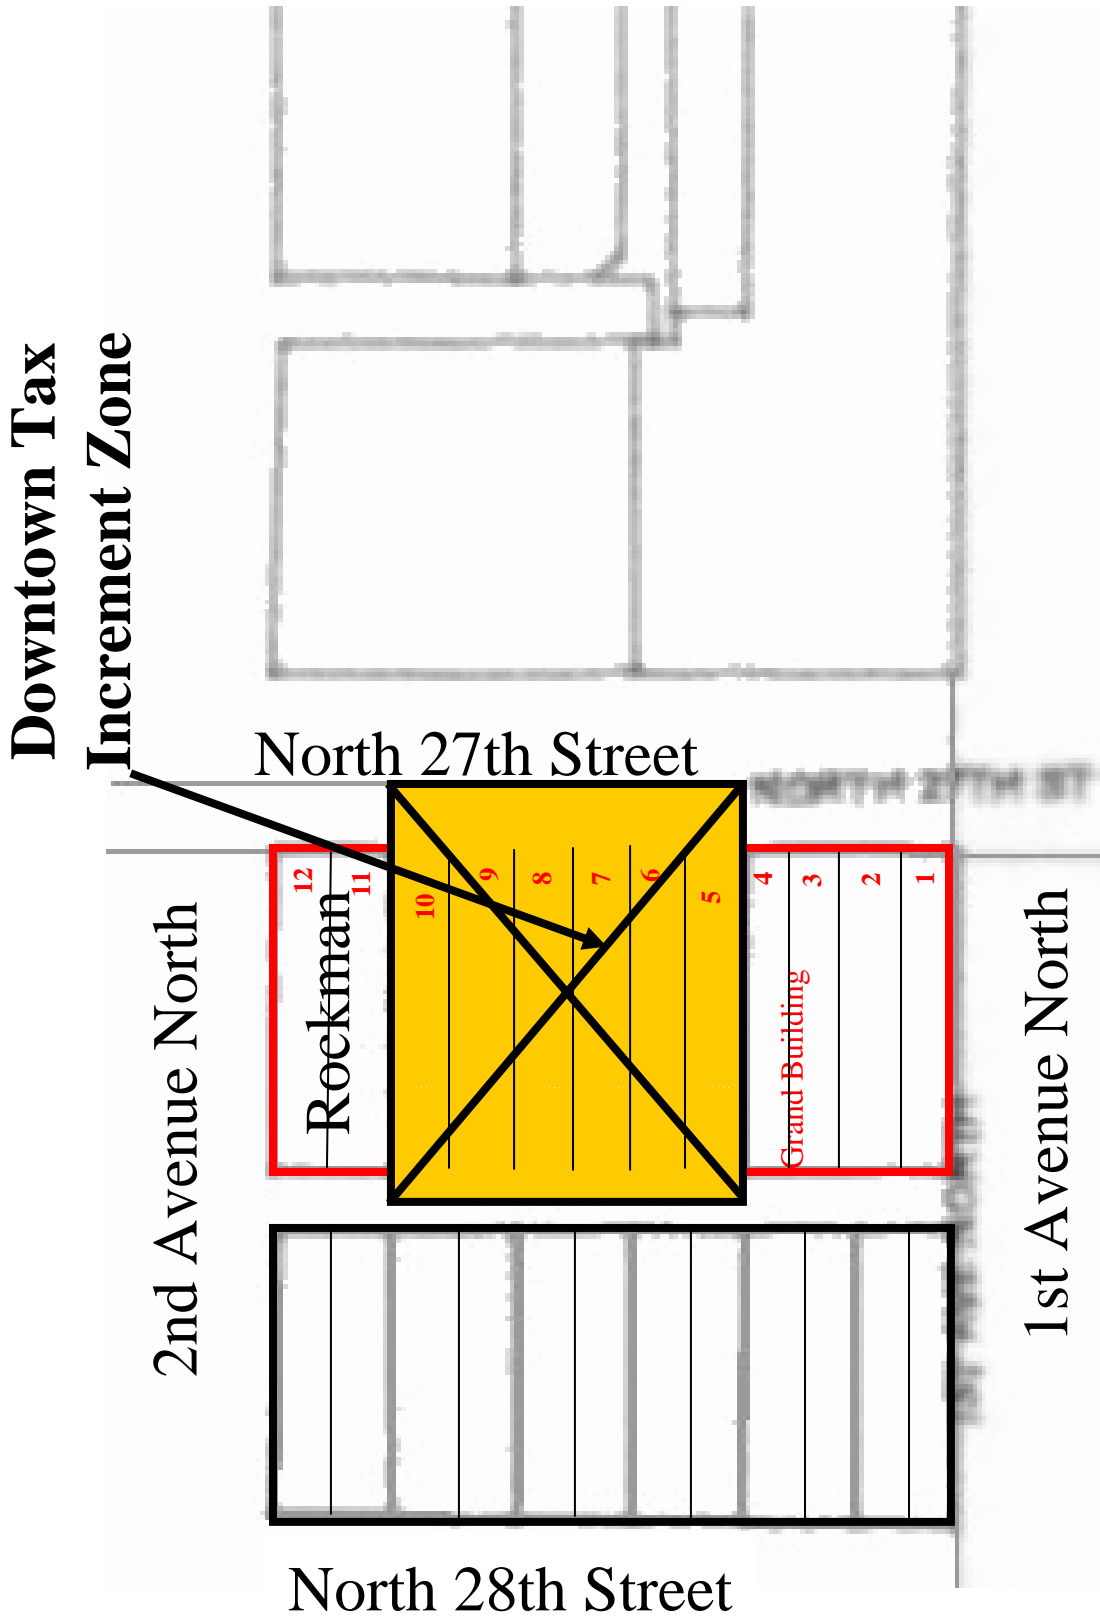 Downtown Tax
Increment Zone
North 27th Street
NORTH 27TH ST
12
11
10
9
8
7
6
5
4
3
2
1
Rockman
Grand Building
2nd Avenue North
1st Avenue North
North 28th Street